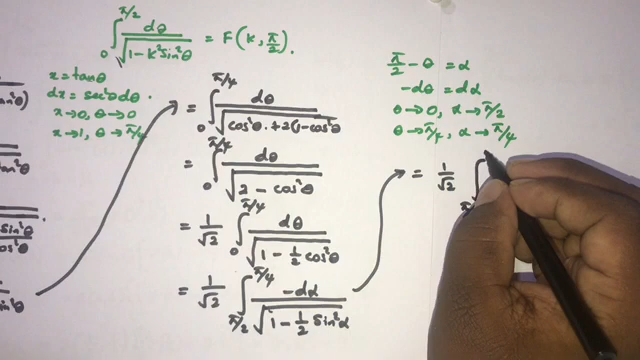 ∫₀^{π/2} dθ/√(1-K²Sin²θ) = F(K, π/2).
x = tanθ
dx = sec²θ dθ.
x→0, θ→0
x→1, θ→π/4
= ∫₀^{π/4} dθ/√(cos²θ + 2(1-cos²θ
= ∫₀^{π/4} dθ/√(2 - cos²θ)
= 1/√2 ∫₀^{π/4} dθ/√(1 - 1/2 cos²θ)
= 1/√2 ∫_{π/2}^{π/4} -dα/√(1 - 1/2 Sin²α)
π/2 - θ = α
-dθ = dα
θ→0, α→π/2
θ→π/4, α→π/4
= 1/√2 ∫